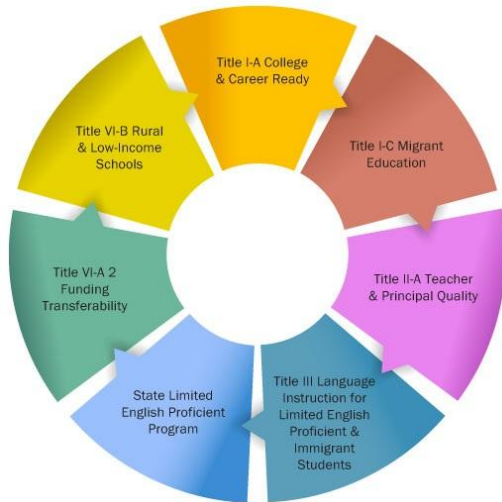 Title I-A College
& Career Ready
Title I-C Migrant
Education
Title II-A Teacher
& Principal Quality
Title III Language
Instruction for
Limited English
Proficient &
Immigrant
Students
State Limited
English Proficient
Program
Title VI-A 2
Funding
Transferability
Title VI-B Rural
& Low-Income
Schools